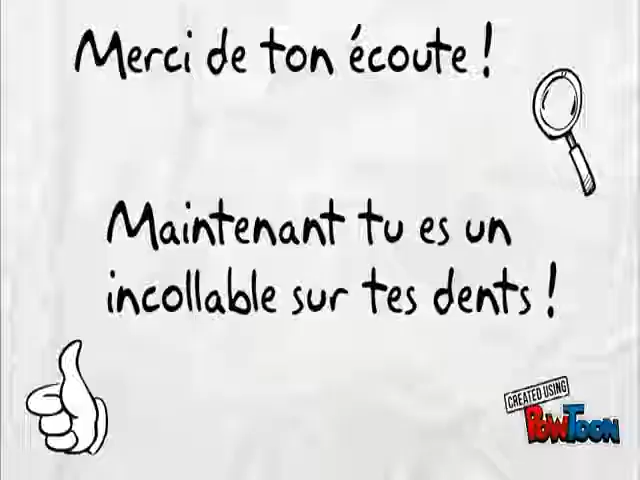 Merci de ton écoute !
Maintenant tu es un
incollable sur tes dents !
CREATED USING
POWTOON